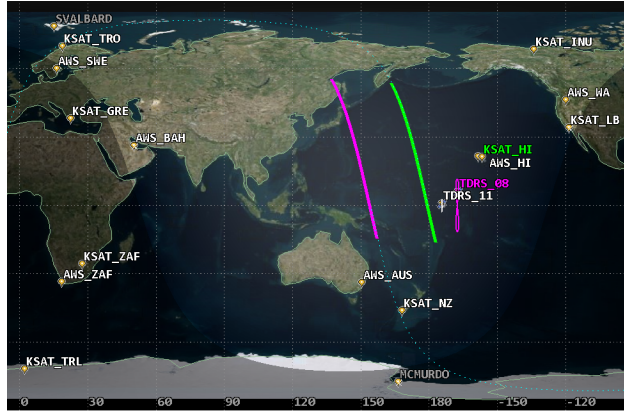 SVALBARD
KSAT_TRO
KSAT_INU
AWS_SWE
AWS_WA
KSAT_GRE
KSAT_LB
AWS_BAH
KSAT_HI
AWS_HI
TDRS_08
TDRS_11
KSAT_ZAF
AWS_ZAF
AWS_AUS
KSAT_NZ
KSAT_TRL
MCMURDO
0 30 60 90 120 150 180 -150 -120